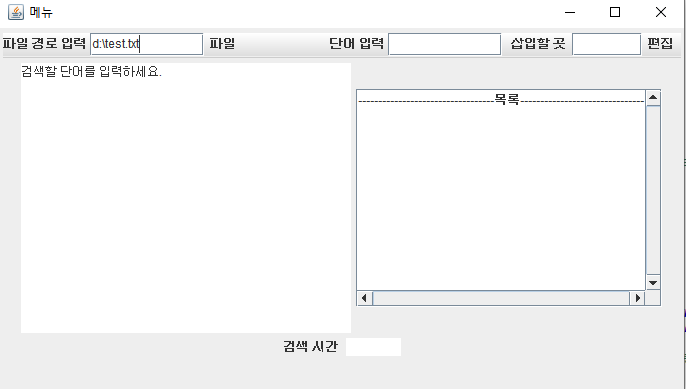 메뉴
파일 경로 입력 d:\test.txt 파일 단어 입력 삽입할 곳 편집
검색할 단어를 입력하세요.
----------------------------------목록-------------------------------
검색 시간